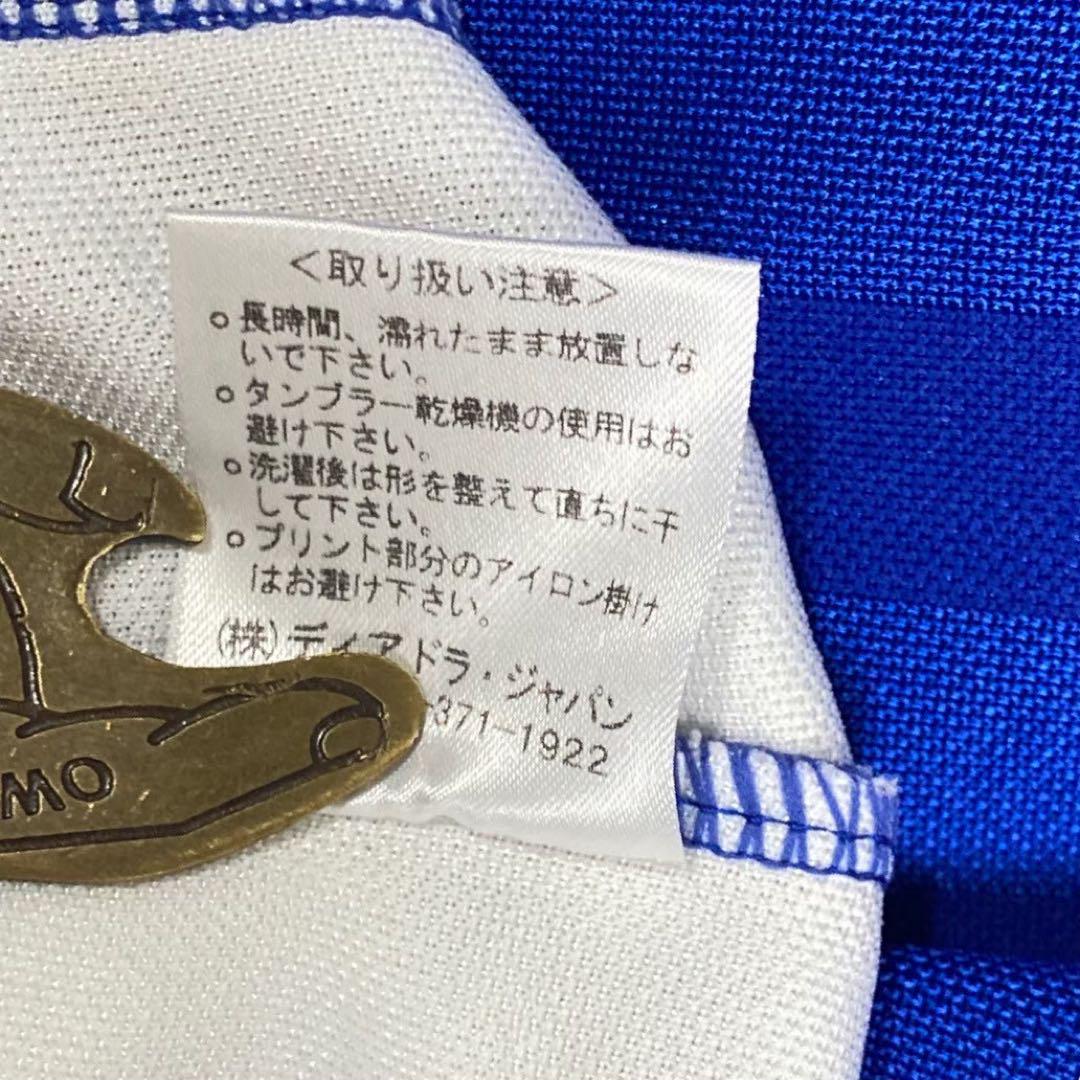 ＜取り扱い注意＞
○長時間、濡れたまま放置しな
いで下さい。
○タンブラー乾燥機の使用はお
避け下さい。
○洗濯後は形を整えて直ちに干
して下さい。
○プリント部分のアイロン掛け
はお避け下さい。
(株)ディアドラ・ジャパン
-371-1922
OWM